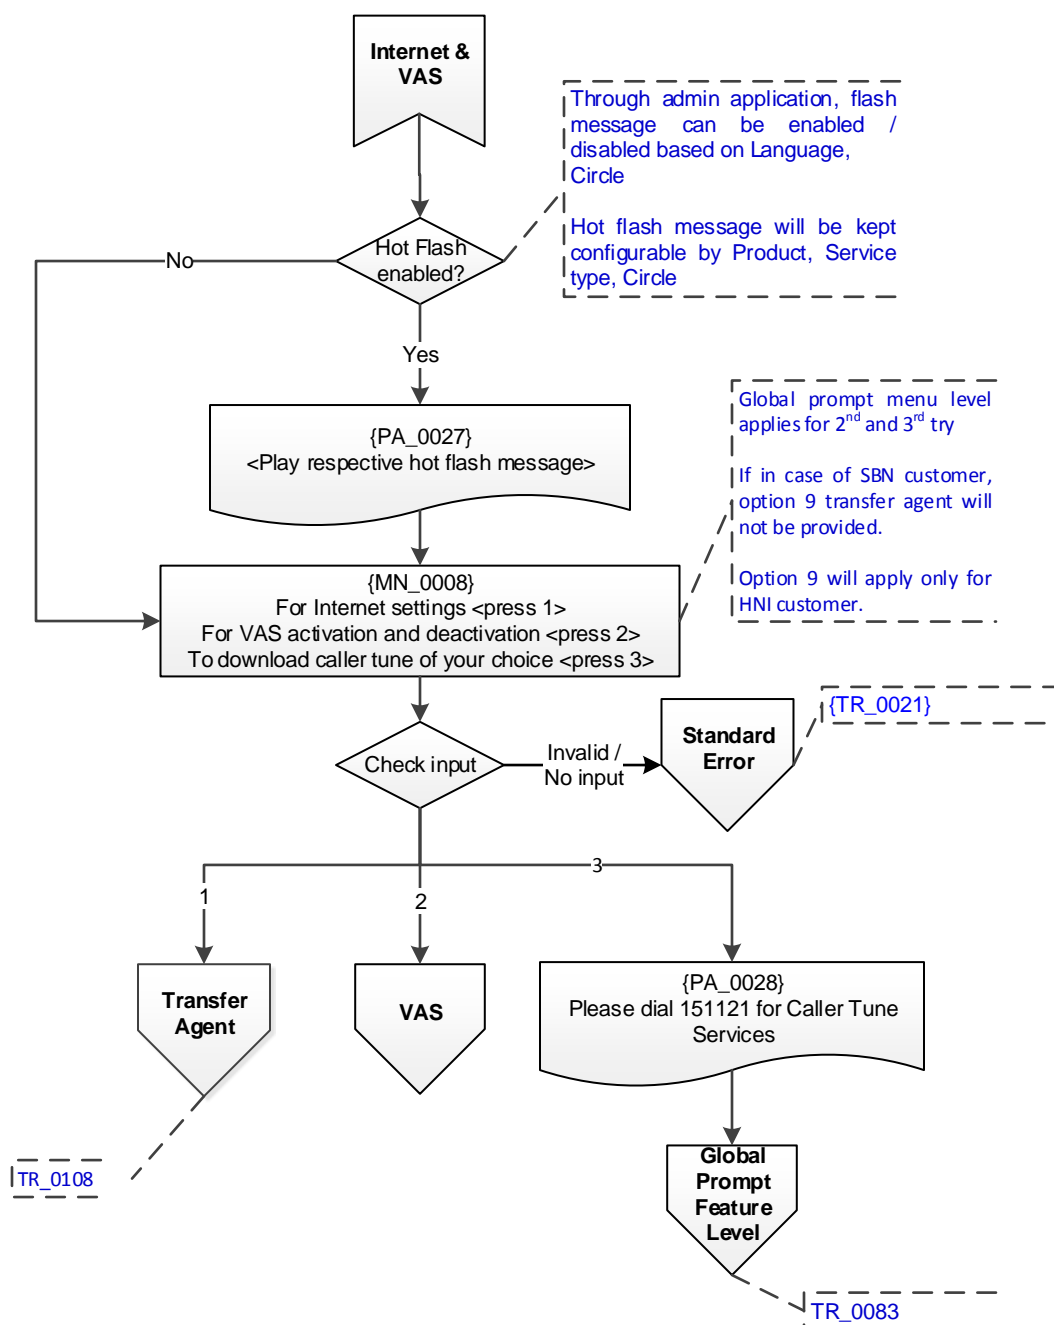 Internet &
VAS
Through admin application, flash
message can be enabled /
disabled based on Language,
Circle
Hot flash message will be kept
configurable by Product, Service
type, Circle
Hot Flash
enabled?
No
Yes
{PA_0027}
<Play respective hot flash message>
Global prompt menu level
applies for 2nd and 3rd try
If in case of SBN customer,
option 9 transfer agent will
not be provided.
Option 9 will apply only for
HNI customer.
{MN_0008}
For Internet settings <press 1>
For VAS activation and deactivation <press 2>
To download caller tune of your choice <press 3>
{TR_0021}
Standard
Error
Check input
Invalid /
No input
1
2
3
Transfer
Agent
VAS
{PA_0028}
Please dial 151121 for Caller Tune
Services
TR_0108
Global
Prompt
Feature
Level
TR_0083